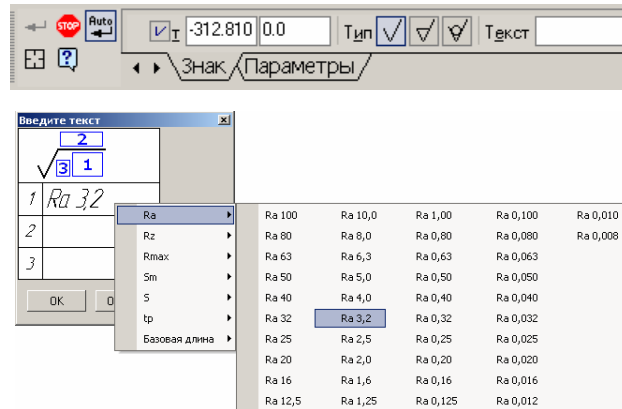 STOP Auto
т -312.810 0.0 Тип Текст
Знак Параметры
Введите текст
2
3 1
1 Ra 3,2
2
3
OK О
Ra
Rz
Rmax
Sm
S
tp
Базовая длина
Ra 100 Ra 10,0 Ra 1,00 Ra 0,100 Ra 0,010
Ra 80 Ra 8,0 Ra 0,80 Ra 0,080 Ra 0,008
Ra 63 Ra 6,3 Ra 0,63 Ra 0,063
Ra 50 Ra 5,0 Ra 0,50 Ra 0,050
Ra 40 Ra 4,0 Ra 0,40 Ra 0,040
Ra 32 Ra 3,2 Ra 0,32 Ra 0,032
Ra 25 Ra 2,5 Ra 0,25 Ra 0,025
Ra 20 Ra 2,0 Ra 0,20 Ra 0,020
Ra 16 Ra 1,6 Ra 0,16 Ra 0,016
Ra 12,5 Ra 1,25 Ra 0,125 Ra 0,012